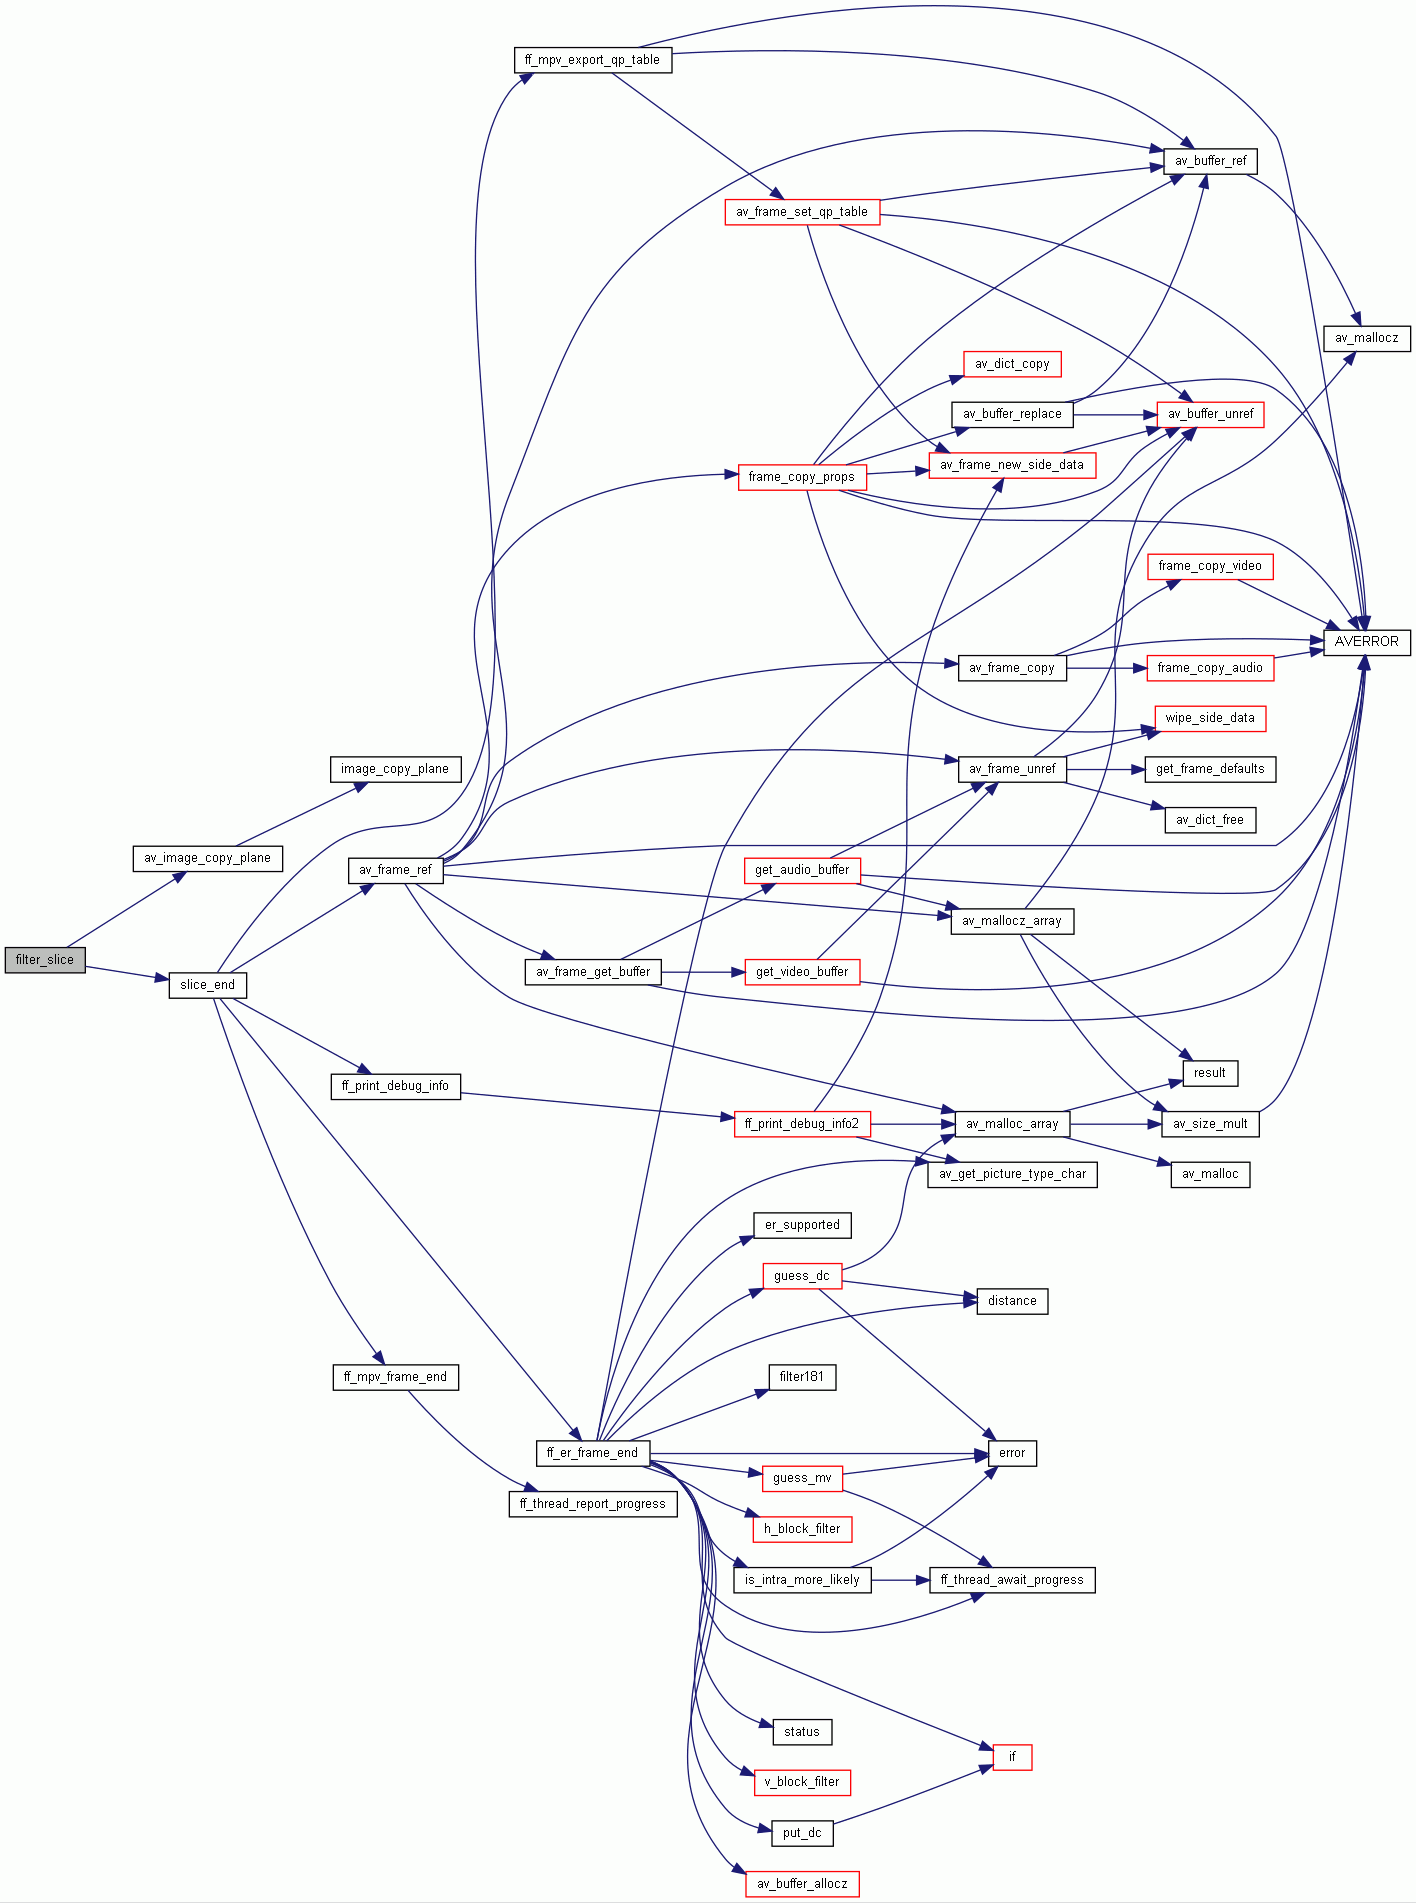 ff_mpv_export_qp_table
av_buffer_ref
av_frame_set_qp_table
av_mallocz
av_dict_copy
av_buffer_replace
av_buffer_unref
av_frame_new_side_data
frame_copy_props
frame_copy_video
AVERROR
av_frame_copy
frame_copy_audio
wipe_side_data
image_copy_plane
av_frame_unref
get_frame_defaults
av_dict_free
av_image_copy_plane
av_frame_ref
get_audio_buffer
av_mallocz_array
filter_slice
av_frame_get_buffer
get_video_buffer
slice_end
result
ff_print_debug_info
ff_print_debug_info2
av_malloc_array
av_size_mult
av_get_picture_type_char
av_malloc
er_supported
guess_dc
distance
ff_mpv_frame_end
filter181
ff_er_frame_end
error
guess_mv
ff_thread_report_progress
h_block_filter
is_intra_more_likely
ff_thread_await_progress
status
if
v_block_filter
put_dc
av_buffer_allocz